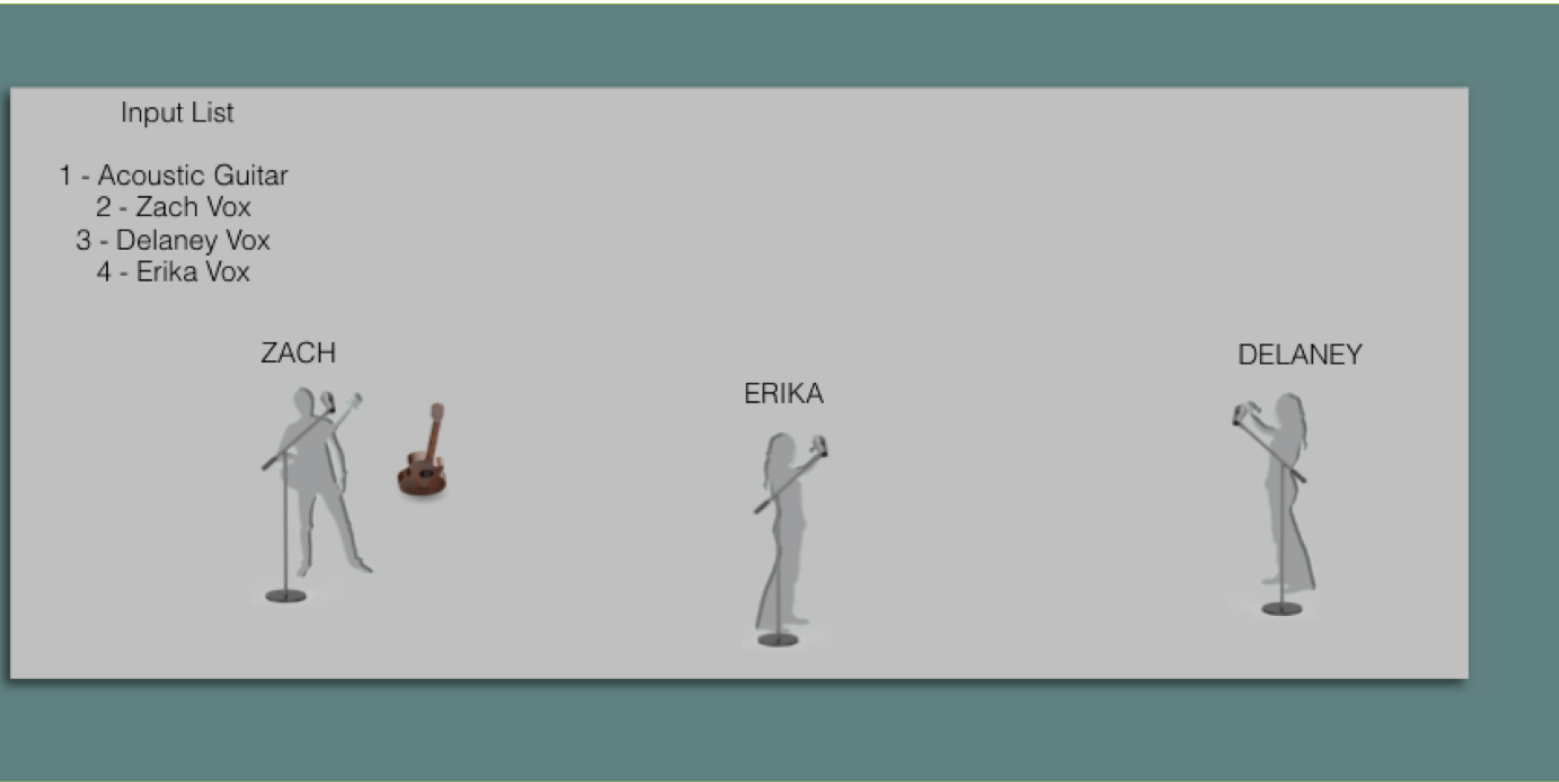 Input List
1 - Acoustic Guitar
2 - Zach Vox
3 - Delaney Vox
4 - Erika Vox
ZACH
ERIKA
DELANEY